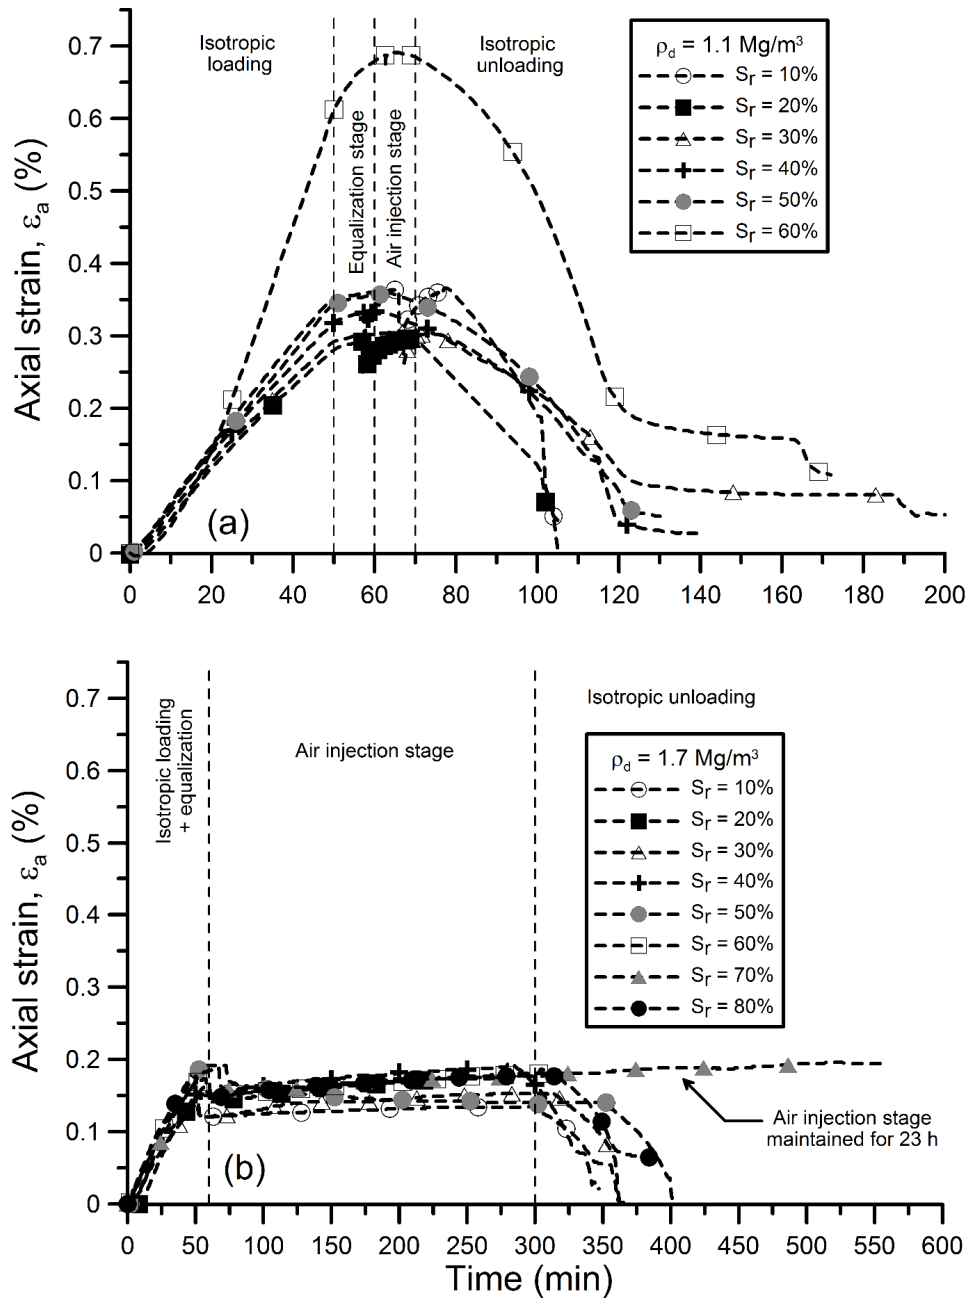 Isotropic
loading
Isotropic
unloading
Equalization stage
Air injection stage
ρd = 1.1 Mg/m³
Sr = 10%
Sr = 20%
Sr = 30%
Sr = 40%
Sr = 50%
Sr = 60%
Axial strain, εa (%)
0.7
0.6
0.5
0.4
0.3
0.2
0.1
0
(a)
0 20 40 60 80 100 120 140 160 180 200
Isotropic loading
+ equalization
Air injection stage
Isotropic unloading
ρd = 1.7 Mg/m³
Sr = 10%
Sr = 20%
Sr = 30%
Sr = 40%
Sr = 50%
Sr = 60%
Sr = 70%
Sr = 80%
Axial strain, εa (%)
0.7
0.6
0.5
0.4
0.3
0.2
0.1
0
Air injection stage
maintained for 23 h
(b)
0 50 100 150 200 250 300 350 400 450 500 550 600
Time (min)